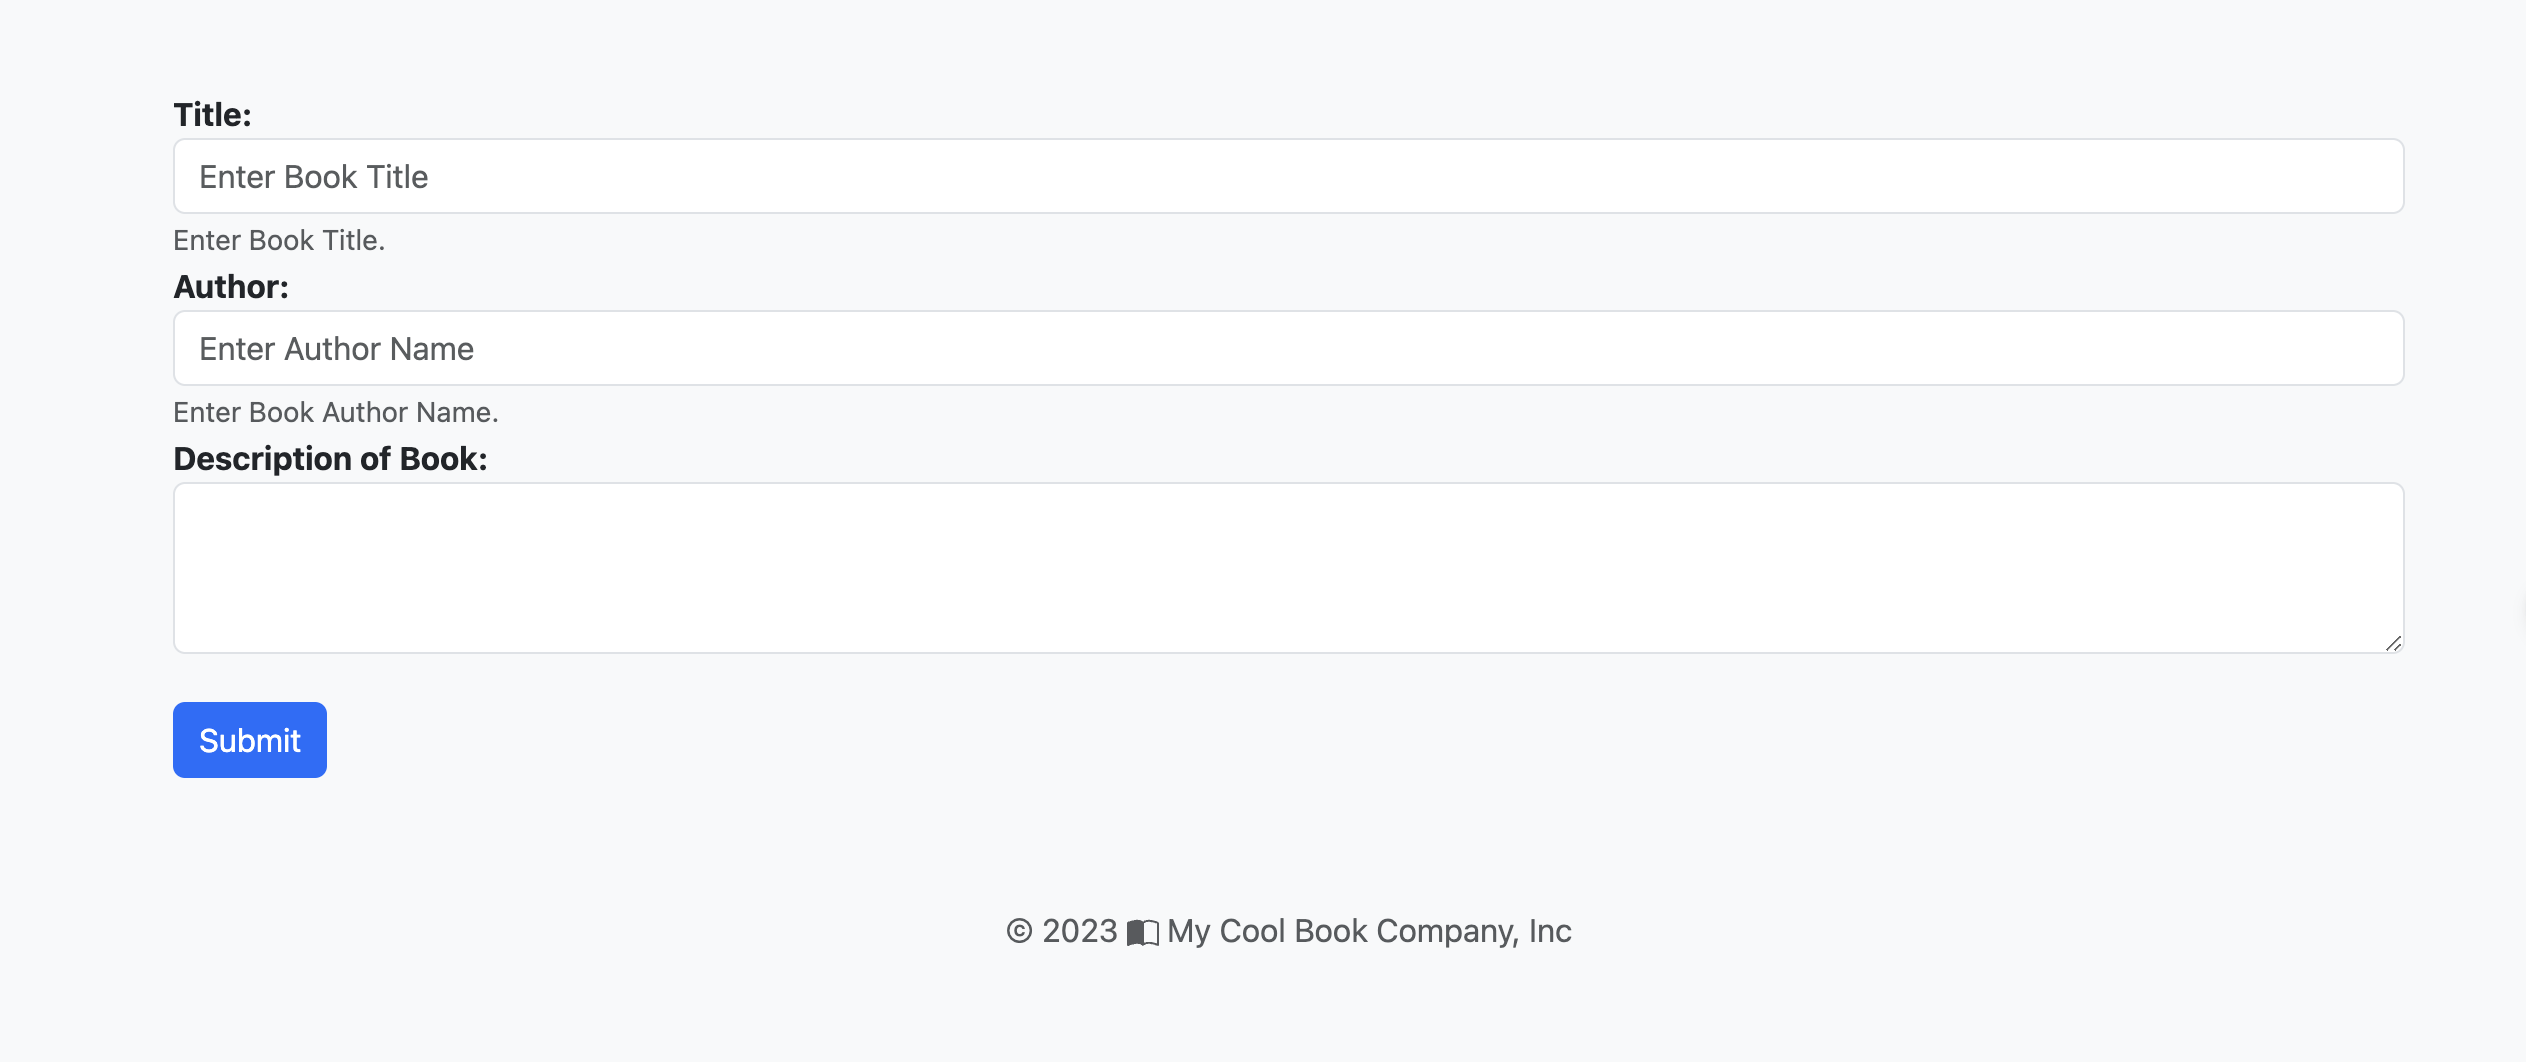 Title:
Enter Book Title
Enter Book Title.
Author:
Enter Author Name
Enter Book Author Name.
Description of Book:
Submit
© 2023 My Cool Book Company, Inc